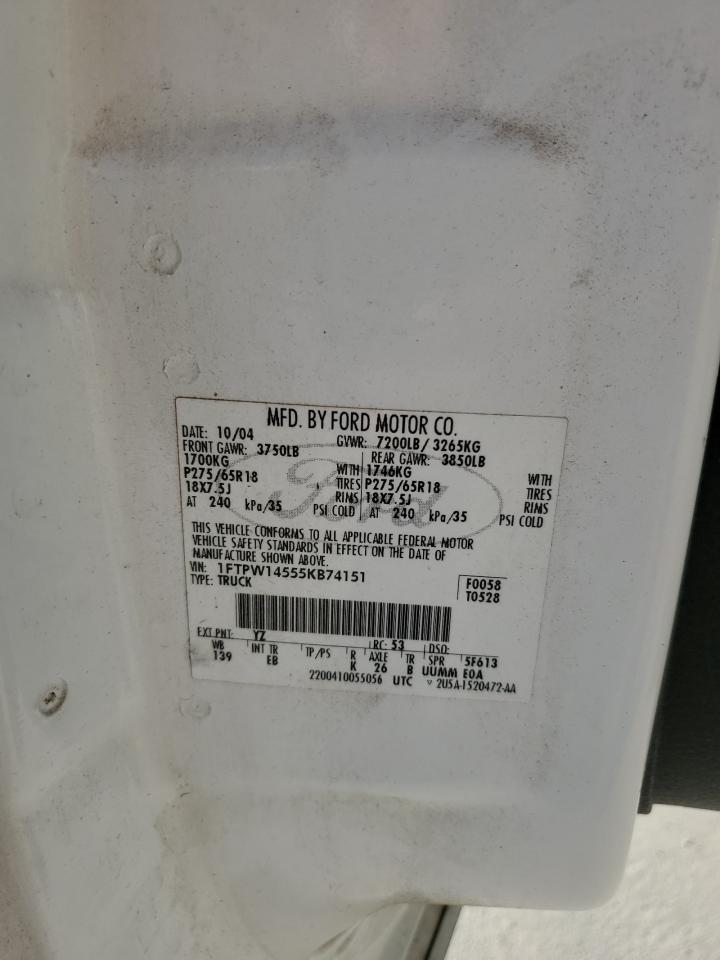 MFD. BY FORD MOTOR CO.
DATE: 10/04 GVWR: 7200LB/ 3265KG
FRONT GAWR: 3750LB REAR GAWR: 3850LB
1700KG WITH 1746KG WITH
P275/65R18 TIRES P275/65R18 TIRES
18X7.5J RIMS 18X7.5J RIMS
AT 240 kPa/35 PSI COLD AT 240 kPa/35 PSI COLD
THIS VEHICLE CONFORMS TO ALL APPLICABLE FEDERAL MOTOR
VEHICLE SAFETY STANDARDS IN EFFECT ON THE DATE OF
MANUFACTURE SHOWN ABOVE.
VIN: 1FTPW14555KB74151 F0058
TYPE: TRUCK T0528
EXT PNT: YZ RC: 53 DSO:
WB INT TR TP/PS R AXLE TR SPR 5F613
139 EB K 26 B UUMM E0A
2200410055056 UTC ▽ 2U5A-1520472-AA
Ford